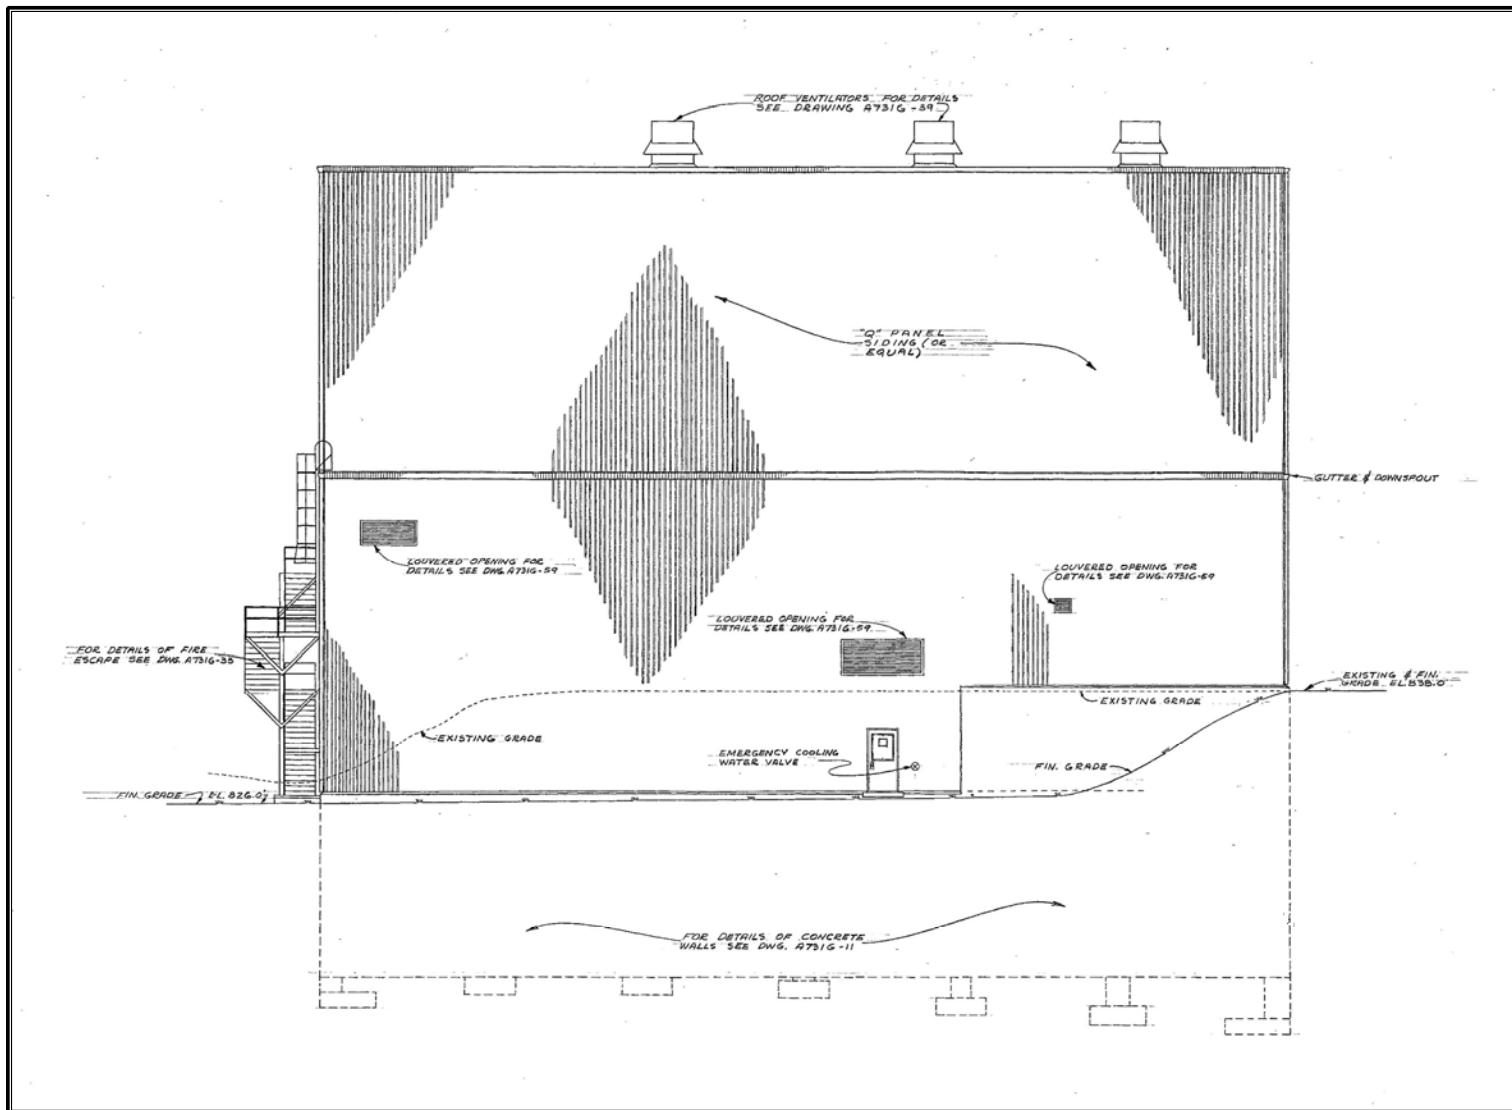 ROOF VENTILATORS FOR DETAILS
SEE DRAWING A731G-59
"Q" PANEL
SIDING (OR
EQUAL)
GUTTER & DOWNSPOUT
LOUVERED OPENING FOR
DETAILS SEE DWG. A731G-59
LOUVERED OPENING FOR
DETAILS SEE DWG. A731G-59
LOUVERED OPENING FOR
DETAILS SEE DWG. A731G-59
FOR DETAILS OF FIRE
ESCAPE SEE DWG. A731G-35
EXISTING & FIN.
GRADE EL. 838.0'
EXISTING GRADE
EXISTING GRADE
EMERGENCY COOLING
WATER VALVE
FIN. GRADE
FIN. GRADE EL. 826.0'
FOR DETAILS OF CONCRETE
WALLS SEE DWG. A731G-11